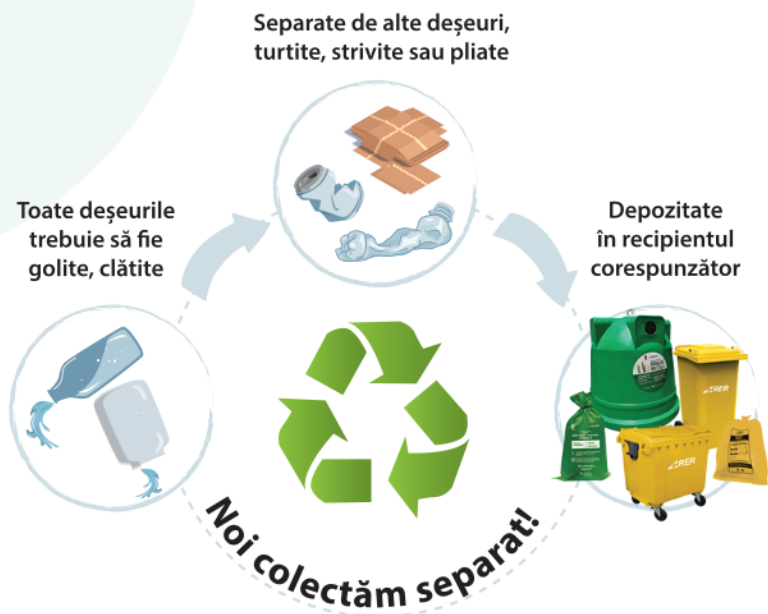 Separate de alte deșeuri,
turtite, strivite sau pliate
Toate deșeurile
trebuie să fie
golite, clătite
Depozitate
în recipientul
corespunzător
RER
RER
Noi colectăm separat!